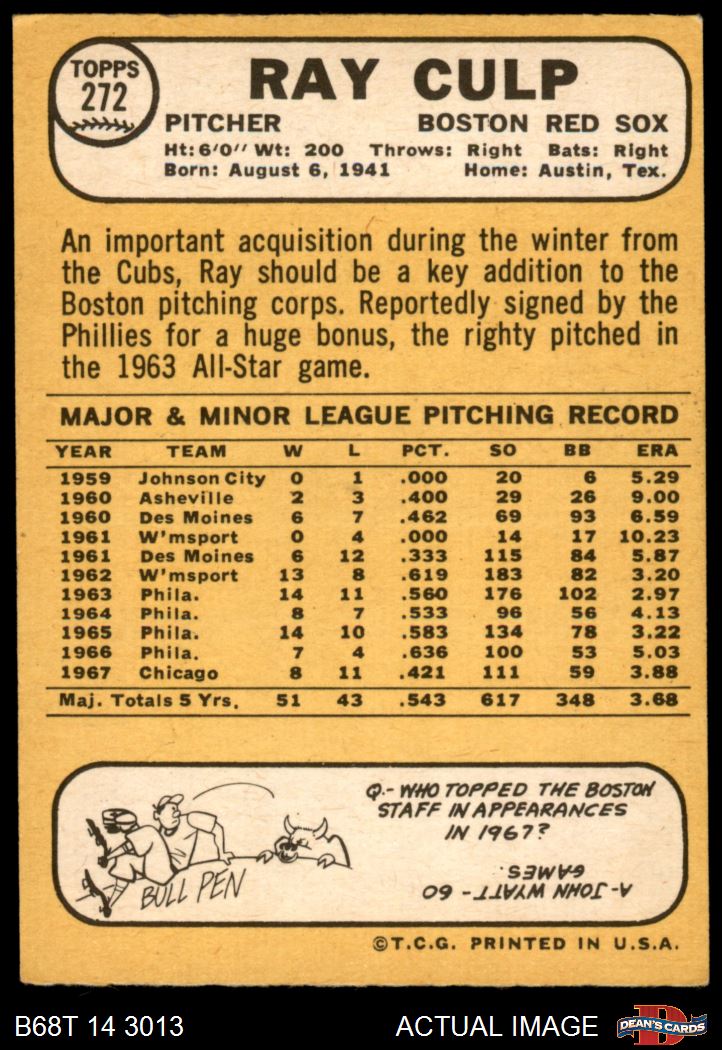 TOPPS
272
RAY CULP
PITCHER BOSTON RED SOX
Ht: 6'0" Wt: 200 Throws: Right Bats: Right
Born: August 6, 1941 Home: Austin, Tex.
An important acquisition during the winter from
the Cubs, Ray should be a key addition to the
Boston pitching corps. Reportedly signed by the
Phillies for a huge bonus, the righty pitched in
the 1963 All-Star game.
MAJOR & MINOR LEAGUE PITCHING RECORD
YEAR TEAM W L PCT. SO BB ERA
1959 Johnson City 0 1 .000 20 6 5.29
1960 Asheville 2 3 .400 29 26 9.00
1960 Des Moines 6 7 .462 69 93 6.59
1961 W'msport 0 4 .000 14 17 10.23
1961 Des Moines 6 12 .333 115 84 5.87
1962 W'msport 13 8 .619 183 82 3.20
1963 Phila. 14 11 .560 176 102 2.97
1964 Phila. 8 7 .533 96 56 4.13
1965 Phila. 14 10 .583 134 78 3.22
1966 Phila. 7 4 .636 100 53 5.03
1967 Chicago 8 11 .421 111 59 3.88
Maj. Totals 5 Yrs. 51 43 .543 617 348 3.68
BULL PEN
Q.- WHO TOPPED THE BOSTON
STAFF IN APPEARANCES
IN 1967?
A- JOHN WYATT - 60
GAMES.
©T.C.G. PRINTED IN U.S.A.
B68T 14 3013 ACTUAL IMAGE D DEAN'S CARDS